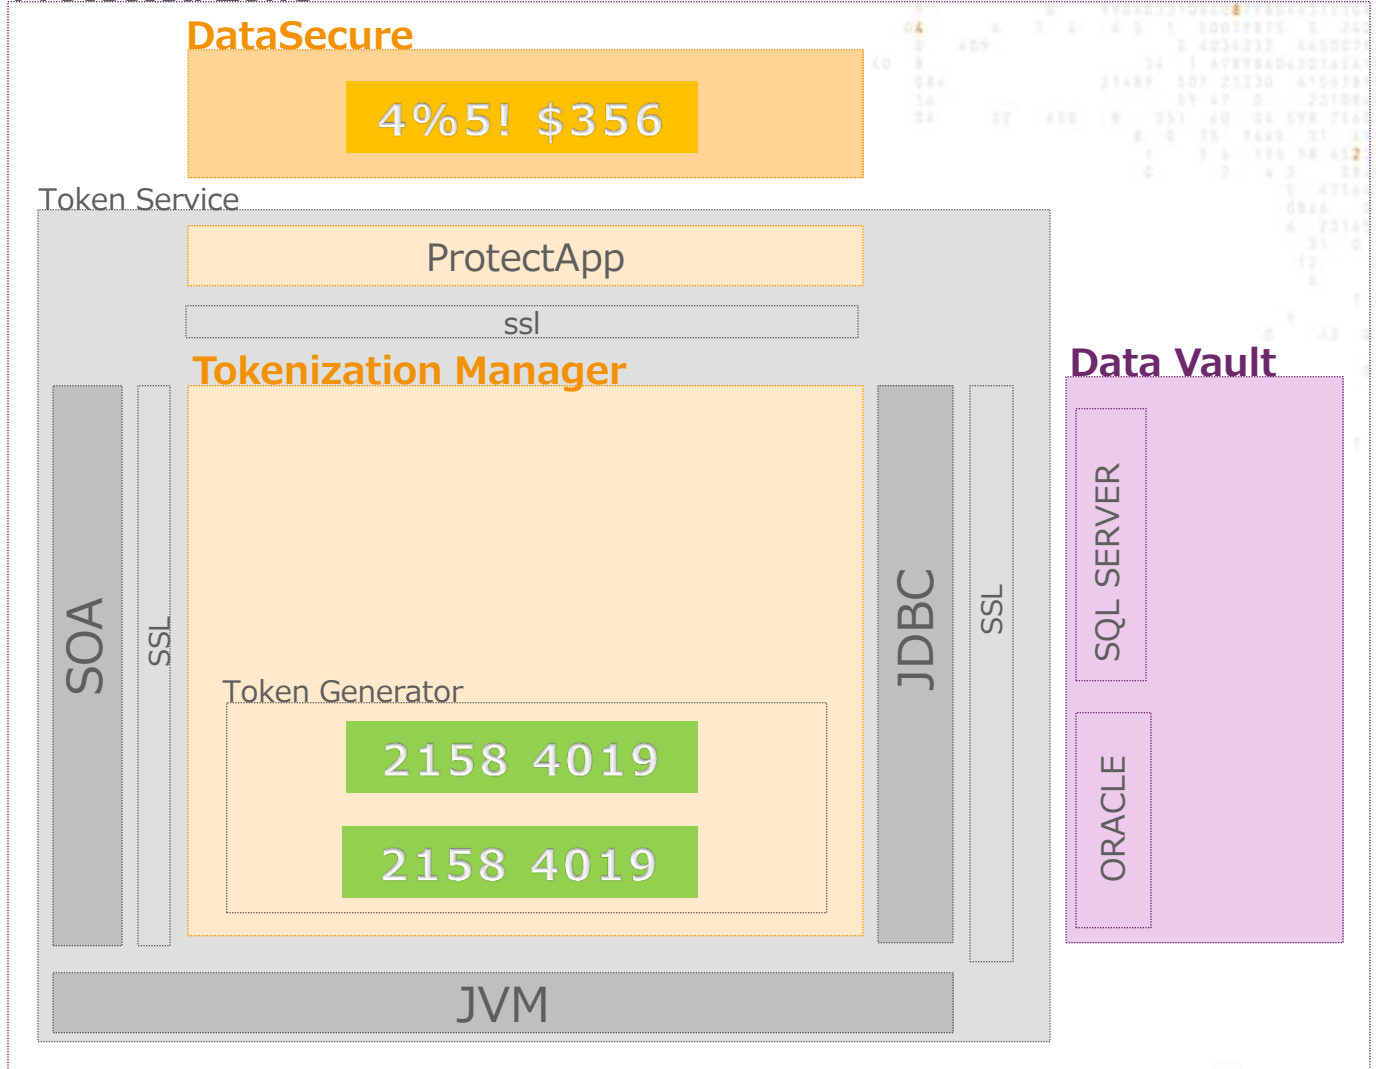 DataSecure
4%5! $356
Token Service
ProtectApp
ssl
Tokenization Manager
Data Vault
SOA
SSL
JDBC
SSL
SQL SERVER
ORACLE
Token Generator
2158 4019
2158 4019
JVM